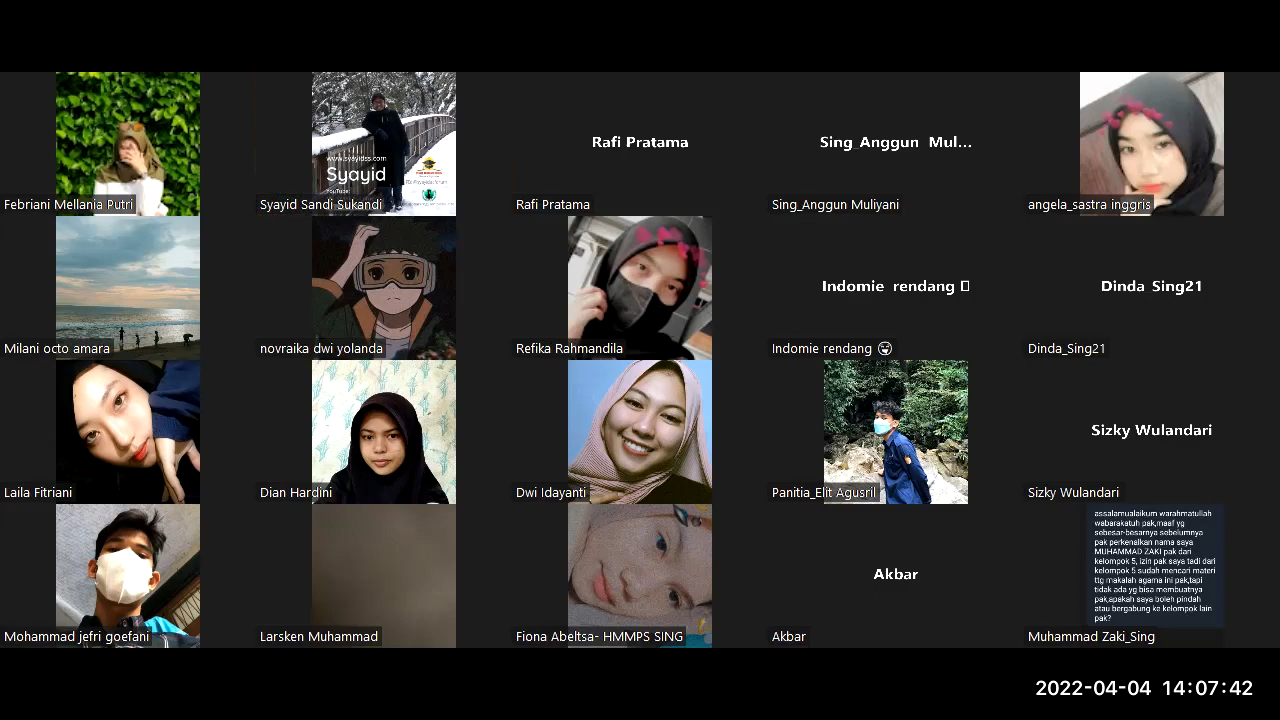 Rafi Pratama
Sing_Anggun Mul...
www.syayidss.com
Syayid
YouTube:
Febriani Mellania Putri
Syayid Sandi Sukandi
Rafi Pratama
Sing_Anggun Muliyani
angela_sastra inggris
Indomie rendang
Dinda Sing21
Milani octo amara
novraika dwi yolanda
Refika Rahmandila
Indomie rendang 😜
Dinda_Sing21
Sizky Wulandari
Laila Fitriani
Dian Hardini
Dwi Idayanti
Panitia_Elit Agusril
Sizky Wulandari
Akbar
assalamualaikum warahmatullah
wabarakatuh pak,maaf yg
sebesar-besarnya sebelumnya
pak perkenalkan nama saya
MUHAMMAD ZAKI pak dari
kelompok 5, izin pak saya tadi dari
kelompok 5 sudah mencari materi
ttg makalah agama ini pak,tapi
tidak ada yg bisa membuatnya
pak,apakah saya boleh pindah
atau bergabung ke kelompok lain
pak?
Mohammad jefri goefani
Larsken Muhammad
Fiona Abeltsa- HMMPS SING
Akbar
Muhammad Zaki_Sing
2022-04-04 14:07:42